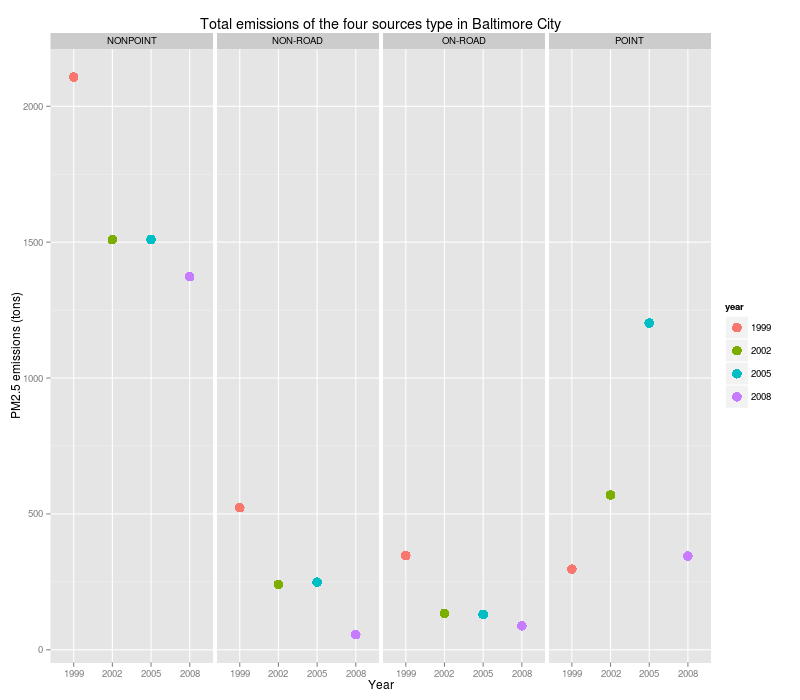 Total emissions of the four sources type in Baltimore City
NONPOINT NON-ROAD ON-ROAD POINT
2000
1500
1000
500
0
PM2.5 emissions (tons)
1999 2002 2005 2008 1999 2002 2005 2008 1999 2002 2005 2008 1999 2002 2005 2008
Year
year
1999
2002
2005
2008